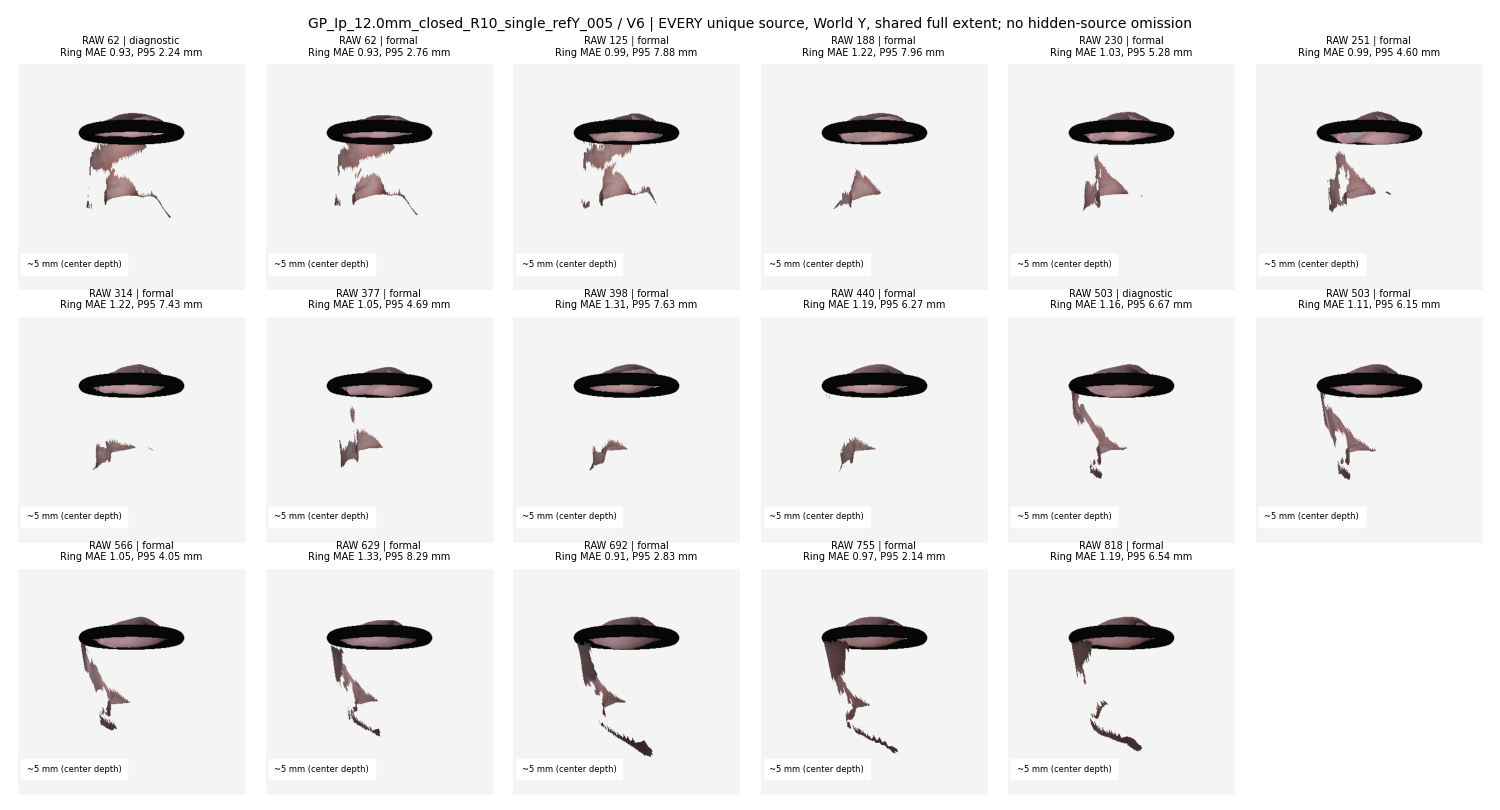 GP_Ip_12.0mm_closed_R10_single_refY_005 / V6 | EVERY unique source, World Y, shared full extent; no hidden-source omission
RAW 62 | diagnostic
Ring MAE 0.93, P95 2.24 mm
RAW 62 | formal
Ring MAE 0.93, P95 2.76 mm
RAW 125 | formal
Ring MAE 0.99, P95 7.88 mm
RAW 188 | formal
Ring MAE 1.22, P95 7.96 mm
RAW 230 | formal
Ring MAE 1.03, P95 5.28 mm
RAW 251 | formal
Ring MAE 0.99, P95 4.60 mm
~5 mm (center depth)
~5 mm (center depth)
~5 mm (center depth)
~5 mm (center depth)
~5 mm (center depth)
~5 mm (center depth)
RAW 314 | formal
Ring MAE 1.22, P95 7.43 mm
RAW 377 | formal
Ring MAE 1.05, P95 4.69 mm
RAW 398 | formal
Ring MAE 1.31, P95 7.63 mm
RAW 440 | formal
Ring MAE 1.19, P95 6.27 mm
RAW 503 | diagnostic
Ring MAE 1.16, P95 6.67 mm
RAW 503 | formal
Ring MAE 1.11, P95 6.15 mm
~5 mm (center depth)
~5 mm (center depth)
~5 mm (center depth)
~5 mm (center depth)
~5 mm (center depth)
~5 mm (center depth)
RAW 566 | formal
Ring MAE 1.05, P95 4.05 mm
RAW 629 | formal
Ring MAE 1.33, P95 8.29 mm
RAW 692 | formal
Ring MAE 0.91, P95 2.83 mm
RAW 755 | formal
Ring MAE 0.97, P95 2.14 mm
RAW 818 | formal
Ring MAE 1.19, P95 6.54 mm
~5 mm (center depth)
~5 mm (center depth)
~5 mm (center depth)
~5 mm (center depth)
~5 mm (center depth)